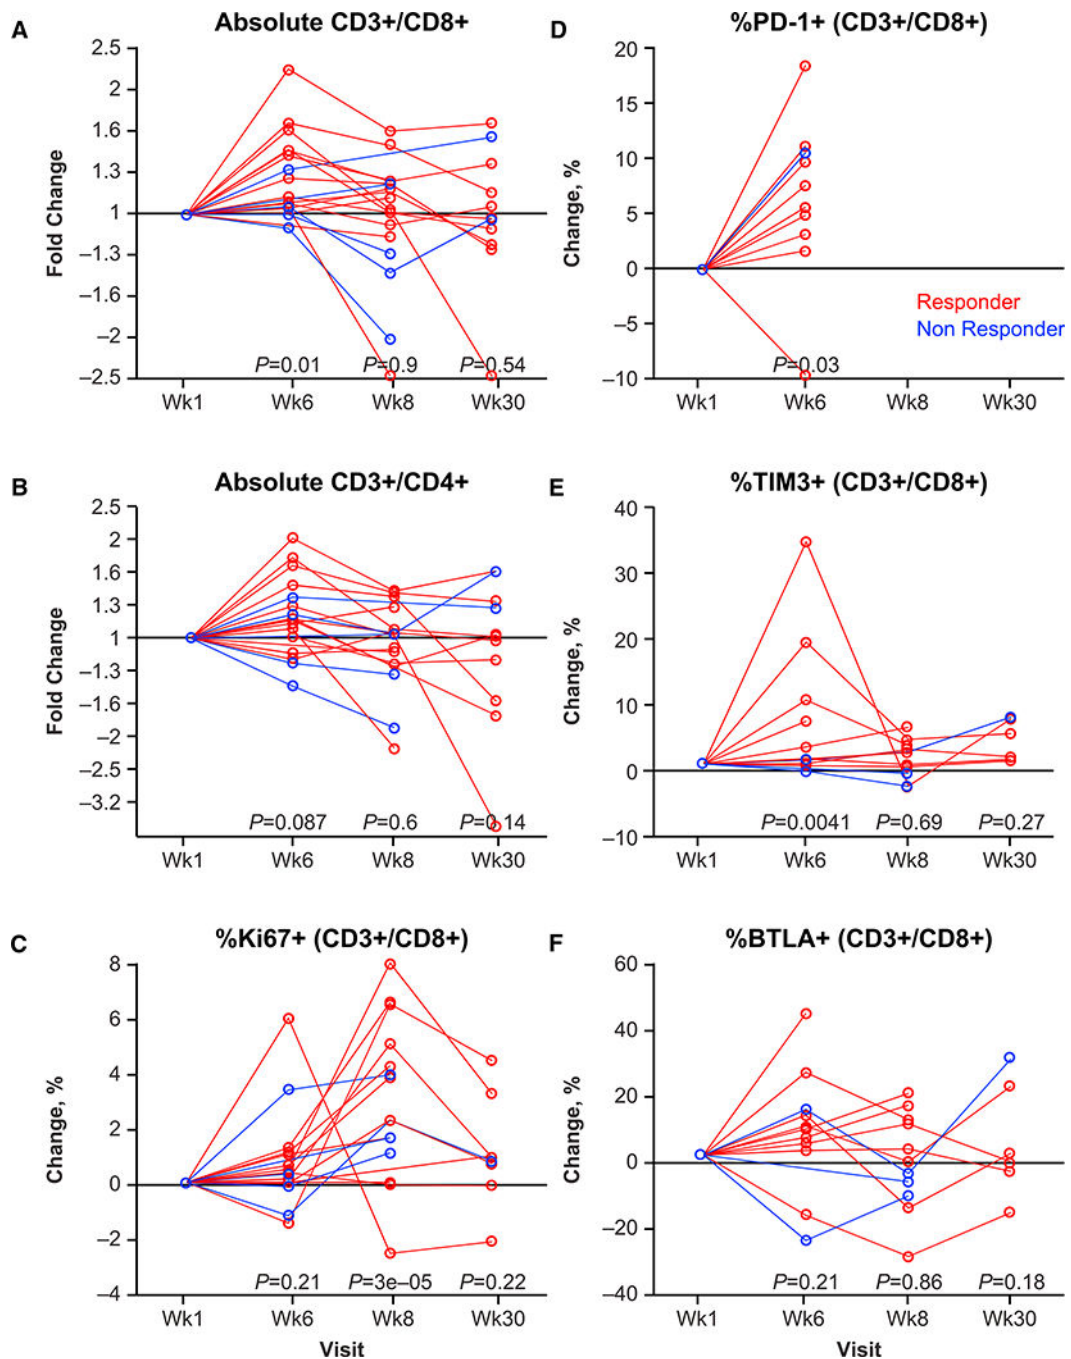 A
Absolute CD3+/CD8+
Fold Change
2.5
2
1.6
1.3
1
–1.3
–1.6
–2
–2.5
P=0.01
P=0.9
P=0.54
Wk1
Wk6
Wk8
Wk30
D
%PD-1+ (CD3+/CD8+)
Change, %
20
15
10
5
0
–5
–10
Responder
Non Responder
P=0.03
Wk1
Wk6
Wk8
Wk30
B
Absolute CD3+/CD4+
Fold Change
2.5
2
1.6
1.3
1
–1.3
–1.6
–2
–2.5
–3.2
P=0.087
P=0.6
P=0.14
Wk1
Wk6
Wk8
Wk30
E
%TIM3+ (CD3+/CD8+)
Change, %
40
30
20
10
0
–10
P=0.0041
P=0.69
P=0.27
Wk1
Wk6
Wk8
Wk30
C
%Ki67+ (CD3+/CD8+)
Change, %
8
6
4
2
0
–2
–4
P=0.21
P=3e–05
P=0.22
Wk1
Wk6
Wk8
Wk30
Visit
F
%BTLA+ (CD3+/CD8+)
Change, %
60
40
20
0
–20
–40
P=0.21
P=0.86
P=0.18
Wk1
Wk6
Wk8
Wk30
Visit